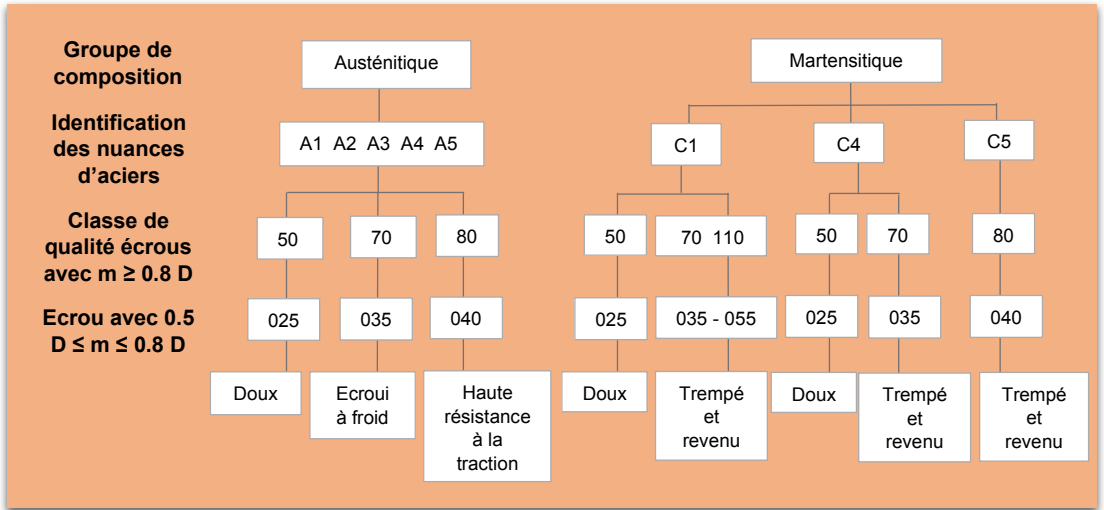 Groupe de
composition
Austénitique
Martensitique
Identification
des nuances
d'aciers
A1 A2 A3 A4 A5
C1
C4
C5
Classe de
qualité écrous
avec m ≥ 0.8 D
50
70
80
50
70 110
50
70
80
Ecrou avec 0.5
D ≤ m ≤ 0.8 D
025
035
040
025
035 - 055
025
035
040
Doux
Ecroui
à froid
Haute
résistance
à la
traction
Doux
Trempé
et
revenu
Doux
Trempé
et
revenu
Trempé
et
revenu